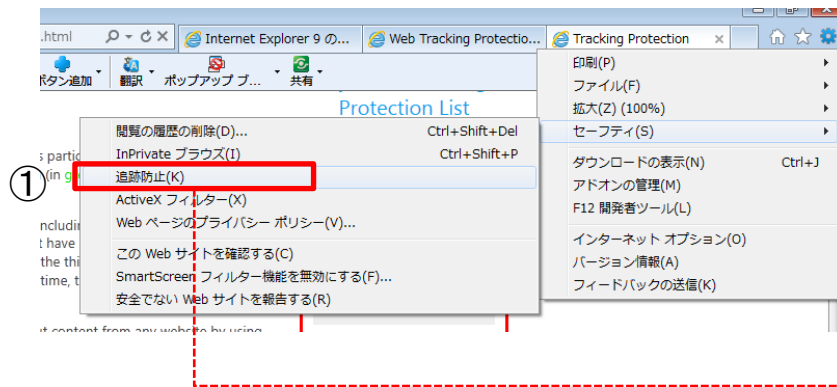 .html
Internet Explorer 9 の...
Web Tracking Protectio...
Tracking Protection
ボタン追加
翻訳
ポップアップ ブ...
共有
Protection List
印刷(P)
ファイル(F)
拡大(Z) (100%)
セーフティ(S)
ダウンロードの表示(N) Ctrl+J
アドオンの管理(M)
F12 開発者ツール(L)
インターネット オプション(O)
バージョン情報(A)
フィードバックの送信(K)
閲覧の履歴の削除(D)... Ctrl+Shift+Del
InPrivate ブラウズ(I) Ctrl+Shift+P
①
追跡防止(K)
ActiveX フィルター(X)
Web ページのプライバシー ポリシー(V)...
この Web サイトを確認する(C)
SmartScreen フィルター機能を無効にする(F)...
安全でない Web サイトを報告する(R)
s partic
(in g
ncludin
t have
the thi
time, t
ut content from any website by using